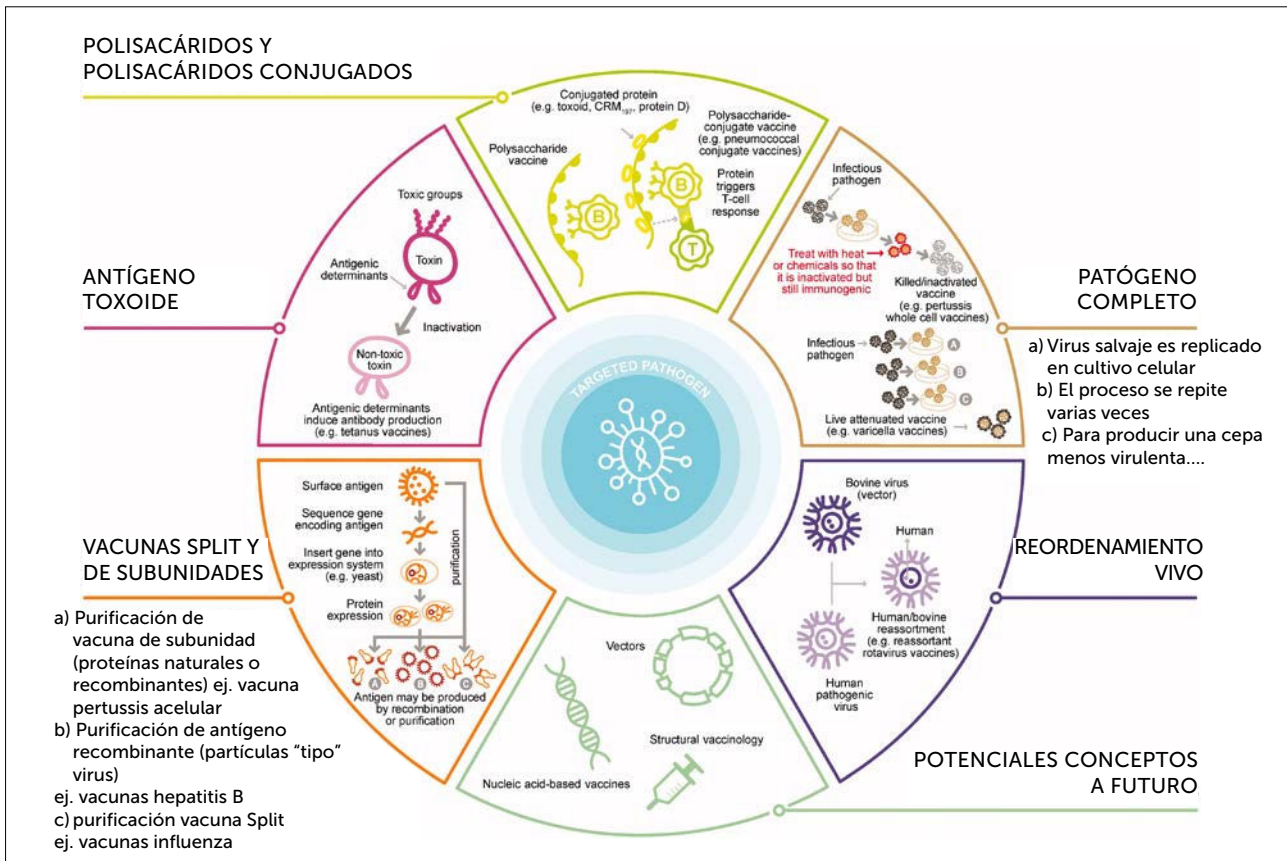 POLISACÁRIDOS Y
POLISACÁRIDOS CONJUGADOS
Conjugated protein
(e.g. toxoid, CRM197, protein D)
Polysaccharide-
conjugate vaccine
(e.g. pneumococcal
conjugate vaccines)
Polysaccharide
vaccine
Protein
triggers
T-cell
response
B
B
T
ANTÍGENO
TOXOIDE
Toxic groups
Toxin
Antigenic
determinants
Inactivation
Non-toxic
toxin
Antigenic determinants
induce antibody production
(e.g. tetanus vaccines)
PATÓGENO
COMPLETO
a) Virus salvaje es replicado
en cultivo celular
b) El proceso se repite
varias veces
c) Para producir una cepa
menos virulenta....
Infectious
pathogen
Treat with heat
or chemicals so that
it is inactivated but
still immunogenic
Killed/inactivated
vaccine
(e.g. pertussis
whole cell vaccines)
Infectious
pathogen
A
B
C
Live attenuated vaccine
(e.g. varicella vaccines)
TARGETED PATHOGEN
VACUNAS SPLIT Y
DE SUBUNIDADES
a) Purificación de
vacuna de subunidad
(proteínas naturales o
recombinantes) ej. vacuna
pertussis acelular
b) Purificación de antígeno
recombinante (partículas “tipo”
virus)
ej. vacunas hepatitis B
c) purificación vacuna Split
ej. vacunas influenza
Surface antigen
Sequence gene
encoding antigen
Insert gene into
expression system
(e.g. yeast)
Protein
expression
purification
A
B
C
Antigen may be produced
by recombination
or purification
REORDENAMIENTO
VIVO
Bovine virus
(vector)
Human
Human/bovine
reassortment
(e.g. reassortant
rotavirus vaccines)
Human
pathogenic
virus
POTENCIALES CONCEPTOS
A FUTURO
Vectors
Structural vaccinology
Nucleic acid-based vaccines